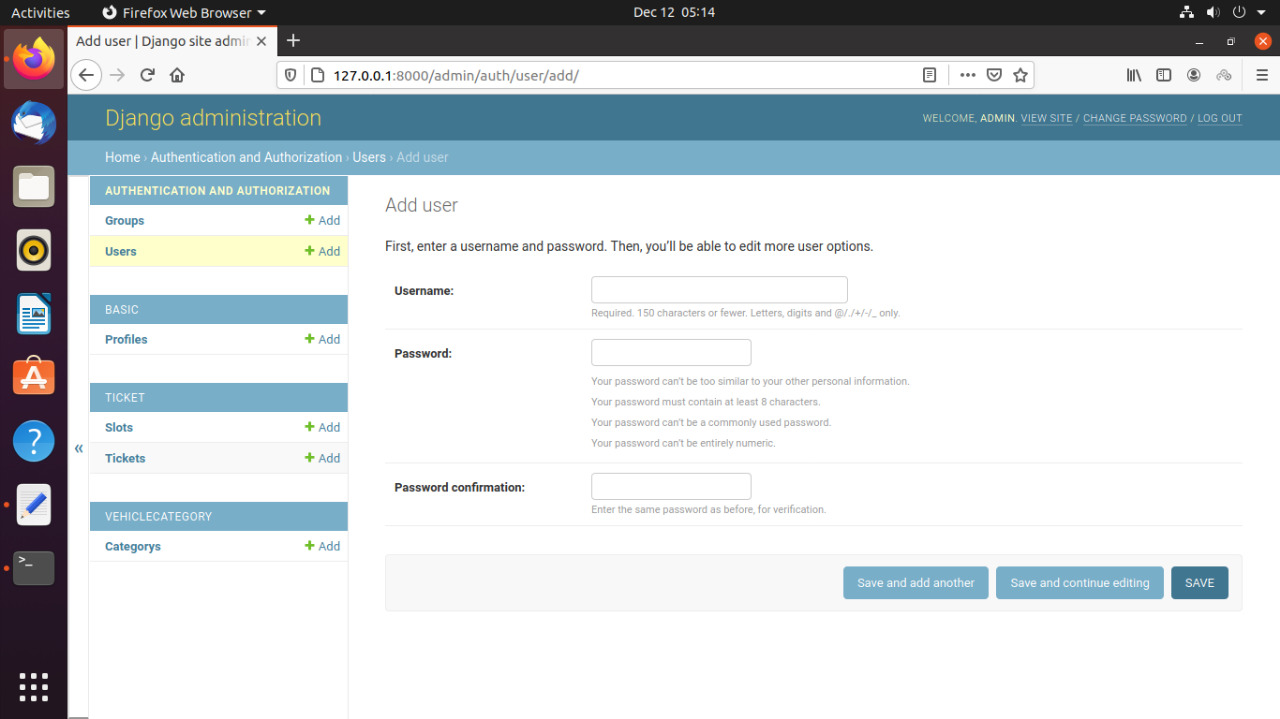 Activities Firefox Web Browser Dec 12 05:14
Add user | Django site admin
127.0.0.1:8000/admin/auth/user/add/
Django administration
WELCOME, ADMIN. VIEW SITE / CHANGE PASSWORD / LOG OUT
Home › Authentication and Authorization › Users › Add user
AUTHENTICATION AND AUTHORIZATION
Groups + Add
Users + Add
BASIC
Profiles + Add
TICKET
Slots + Add
Tickets + Add
«
VEHICLECATEGORY
Categorys + Add
Add user
First, enter a username and password. Then, you’ll be able to edit more user options.
Username:
Required. 150 characters or fewer. Letters, digits and @/./+/-/_ only.
Password:
Your password can’t be too similar to your other personal information.
Your password must contain at least 8 characters.
Your password can’t be a commonly used password.
Your password can’t be entirely numeric.
Password confirmation:
Enter the same password as before, for verification.
Save and add another Save and continue editing SAVE